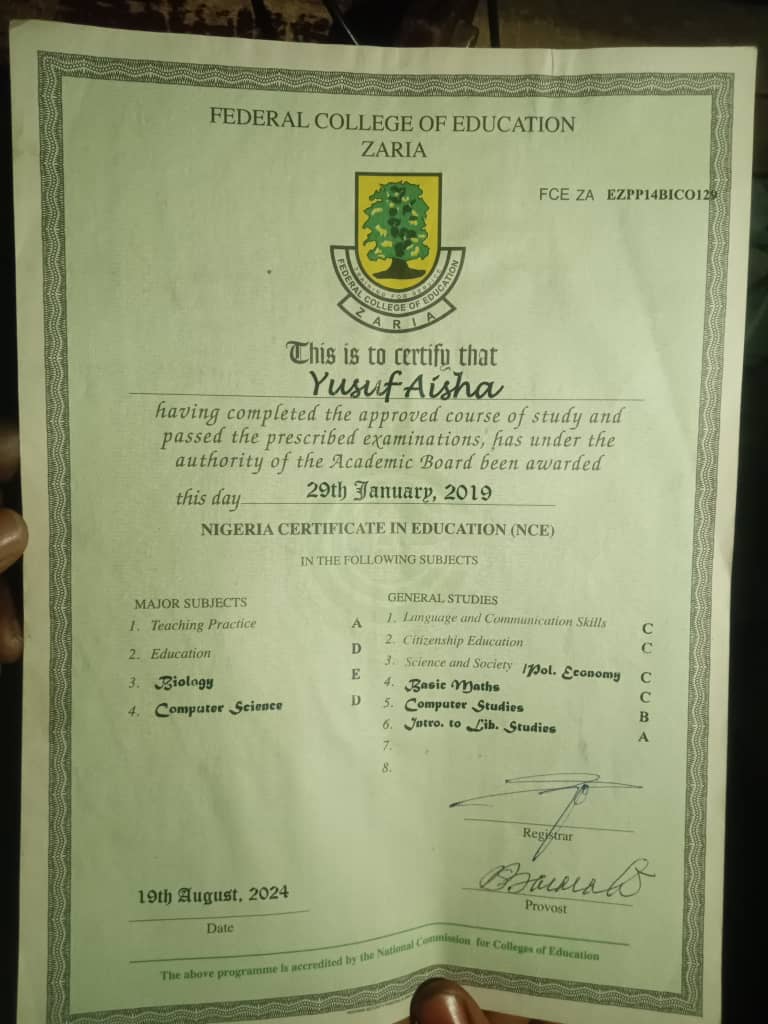 FEDERAL COLLEGE OF EDUCATION
ZARIA
FCE ZA EZPP14BICO129
TRAINING FOR SERVICE
FEDERAL COLLEGE OF EDUCATION
ZARIA
This is to certify that
Yusuf Aisha
having completed the approved course of study and
passed the prescribed examinations, has under the
authority of the Academic Board been awarded
this day 29th January, 2019
NIGERIA CERTIFICATE IN EDUCATION (NCE)
IN THE FOLLOWING SUBJECTS
MAJOR SUBJECTS
1. Teaching Practice A
2. Education D
3. Biology E
4. Computer Science D
GENERAL STUDIES
1. Language and Communication Skills C
2. Citizenship Education C
3. Science and Society /Pol. Economy C
4. Basic Maths C
5. Computer Studies B
6. Intro. to Lib. Studies A
7.
8.
Registrar
Provost
19th August, 2024
Date
The above programme is accredited by the National Commission for Colleges of Education